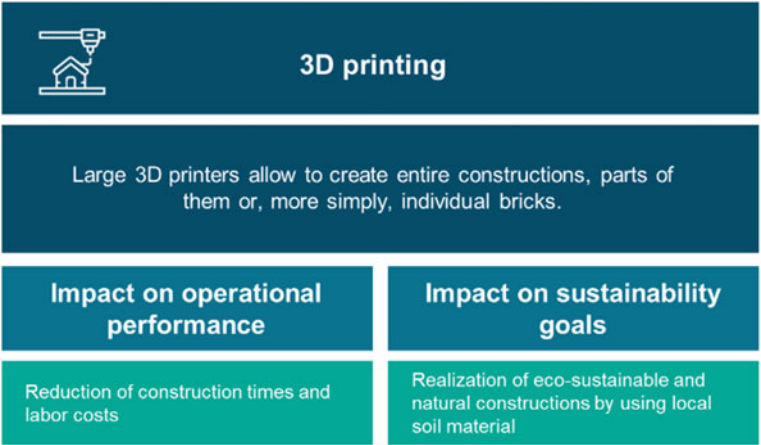 3D printing
Large 3D printers allow to create entire constructions, parts of
them or, more simply, individual bricks.
Impact on operational
performance
Impact on sustainability
goals
Reduction of construction times and
labor costs
Realization of eco-sustainable and
natural constructions by using local
soil material